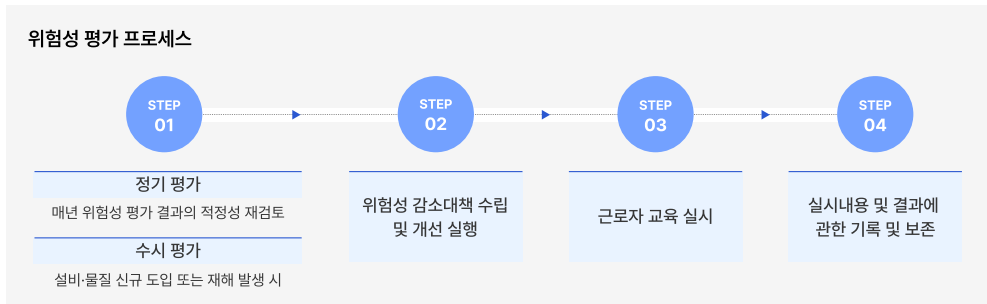 위험성 평가 프로세스
STEP
01
STEP
02
STEP
03
STEP
04
정기 평가
매년 위험성 평가 결과의 적정성 재검토
수시 평가
설비·물질 신규 도입 또는 재해 발생 시
위험성 감소대책 수립
및 개선 실행
근로자 교육 실시
실시내용 및 결과에
관한 기록 및 보존